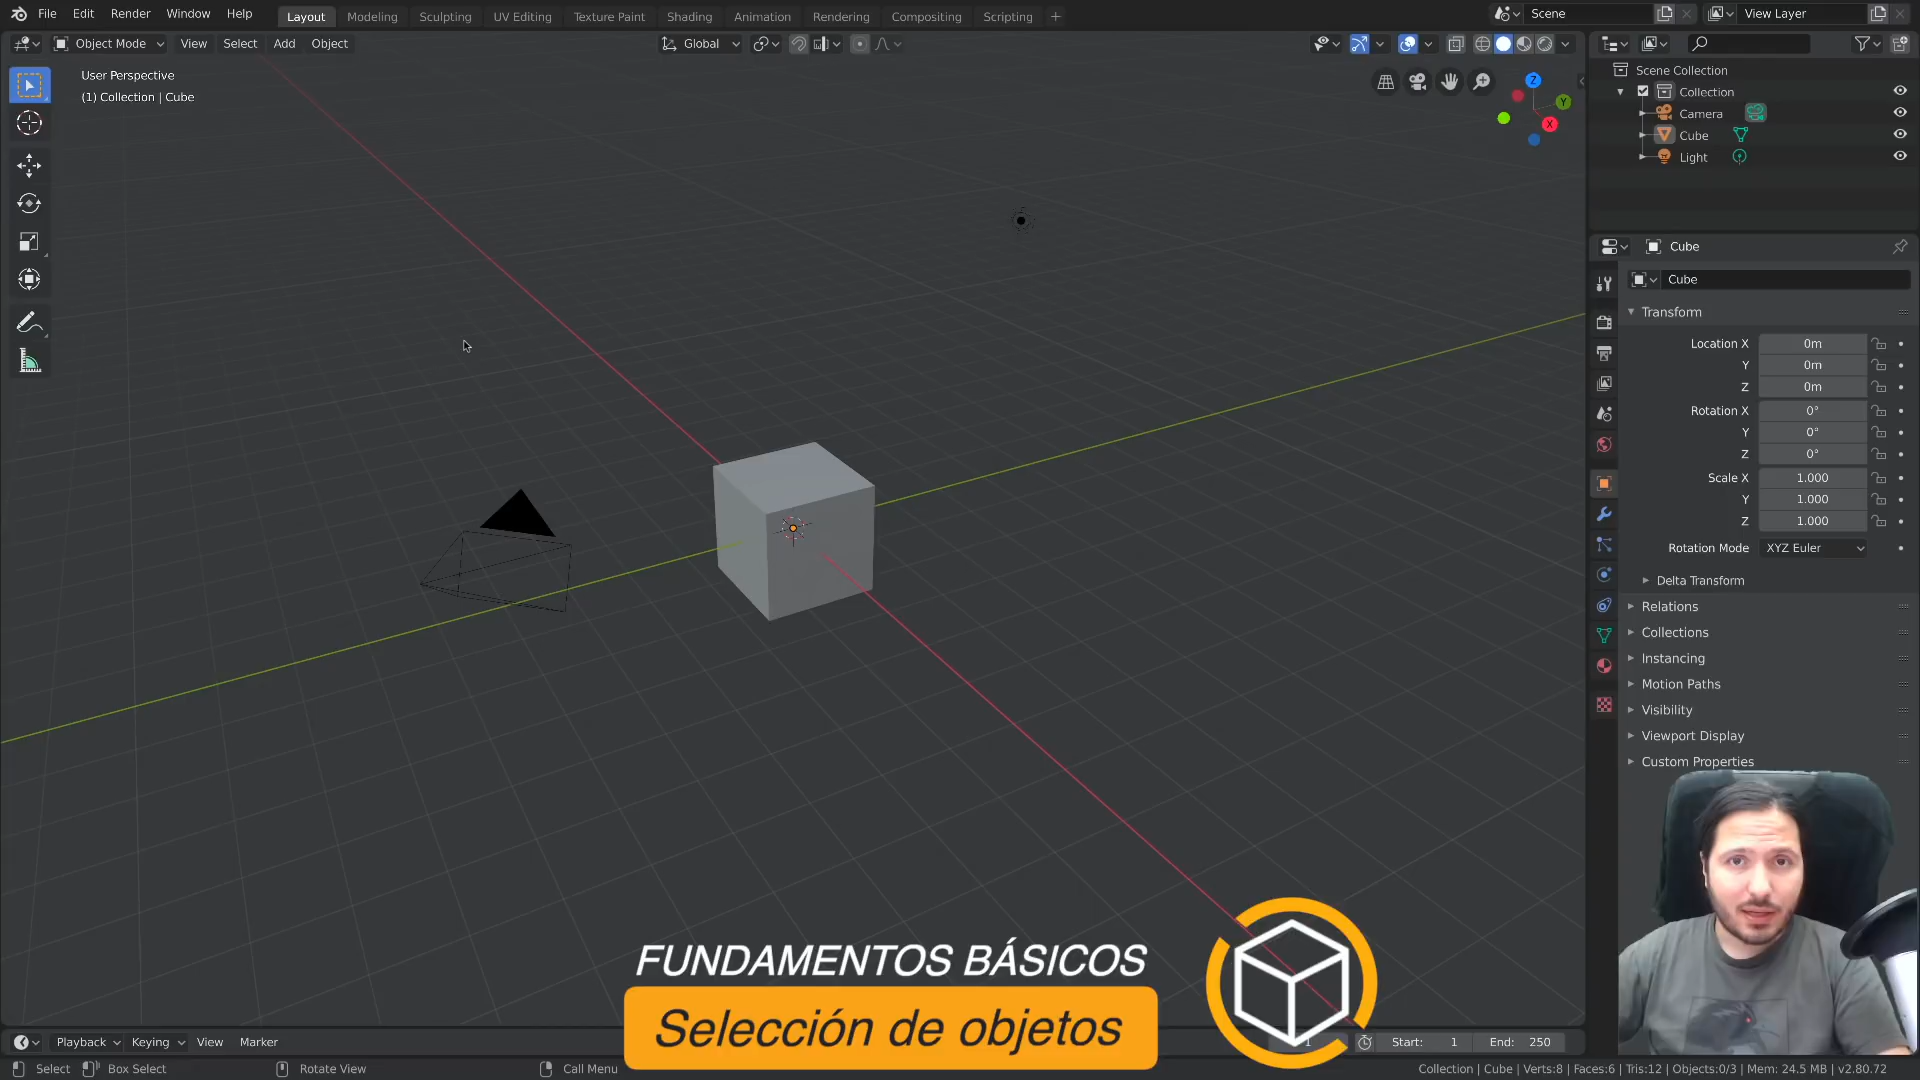 File Edit Render Window Help Layout Modeling Sculpting UV Editing Texture Paint Shading Animation Rendering Compositing Scripting + Scene View Layer
Object Mode View Select Add Object Global
User Perspective
(1) Collection | Cube
Z
Y
X
Scene Collection
Collection
Camera
Cube
Light
Cube
Cube
Transform
Location X 0m
Y 0m
Z 0m
Rotation X 0°
Y 0°
Z 0°
Scale X 1.000
Y 1.000
Z 1.000
Rotation Mode XYZ Euler
Delta Transform
Relations
Collections
Instancing
Motion Paths
Visibility
Viewport Display
Custom Properties
FUNDAMENTOS BÁSICOS
Selección de objetos
Playback Keying View Marker 1 Start: 1 End: 250
Select Box Select Rotate View Call Menu Collection | Cube | Verts:8 | Faces:6 | Tris:12 | Objects:0/3 | Mem: 24.5 MB | v2.80.72